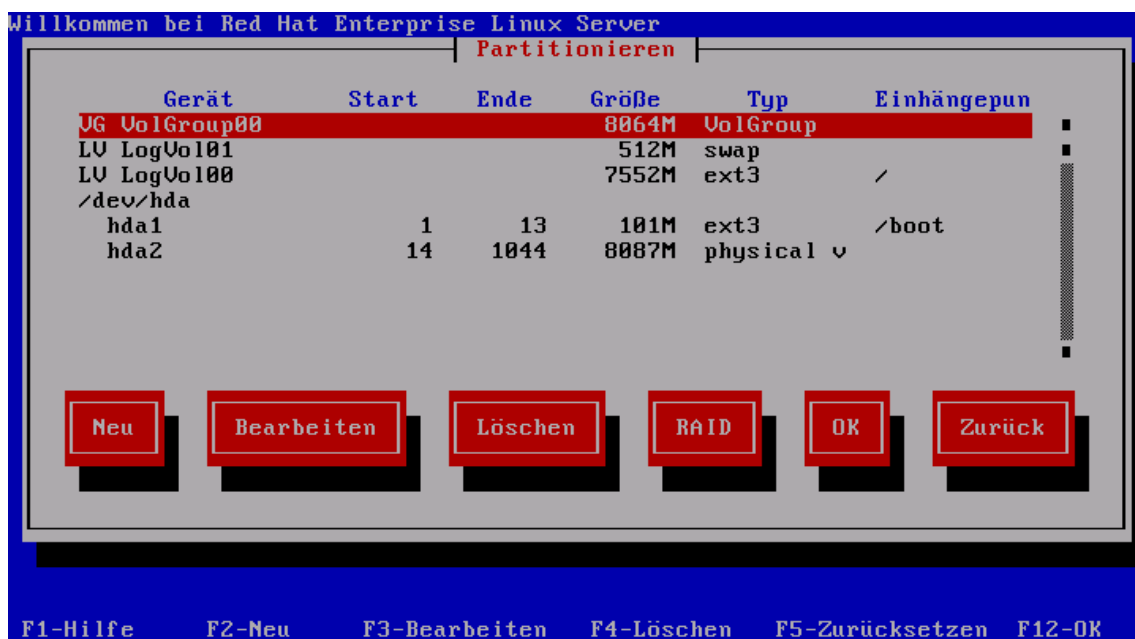 Willkommen bei Red Hat Enterprise Linux Server
Partitionieren
Gerät Start Ende Größe Typ Einhängepun
VG VolGroup00 8064M VolGroup
LV LogVol01 512M swap
LV LogVol00 7552M ext3 /
/dev/hda
hda1 1 13 101M ext3 /boot
hda2 14 1044 8087M physical v
Neu Bearbeiten Löschen RAID OK Zurück
F1-Hilfe F2-Neu F3-Bearbeiten F4-Löschen F5-Zurücksetzen F12-OK